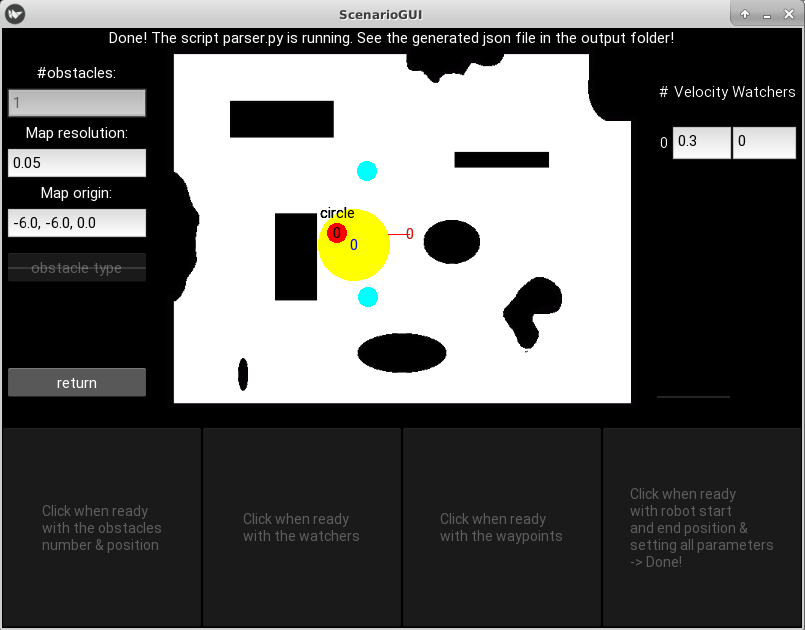 ScenarioGUI
Done! The script parser.py is running. See the generated json file in the output folder!
#obstacles:
1
Map resolution:
0.05
Map origin:
-6.0, -6.0, 0.0
obstacle type
return
circle
0
0
0
# Velocity Watchers
0 0.3 0
Click when ready
with the obstacles
number & position
Click when ready
with the watchers
Click when ready
with the waypoints
Click when ready
with robot start
and end position &
setting all parameters
-> Done!